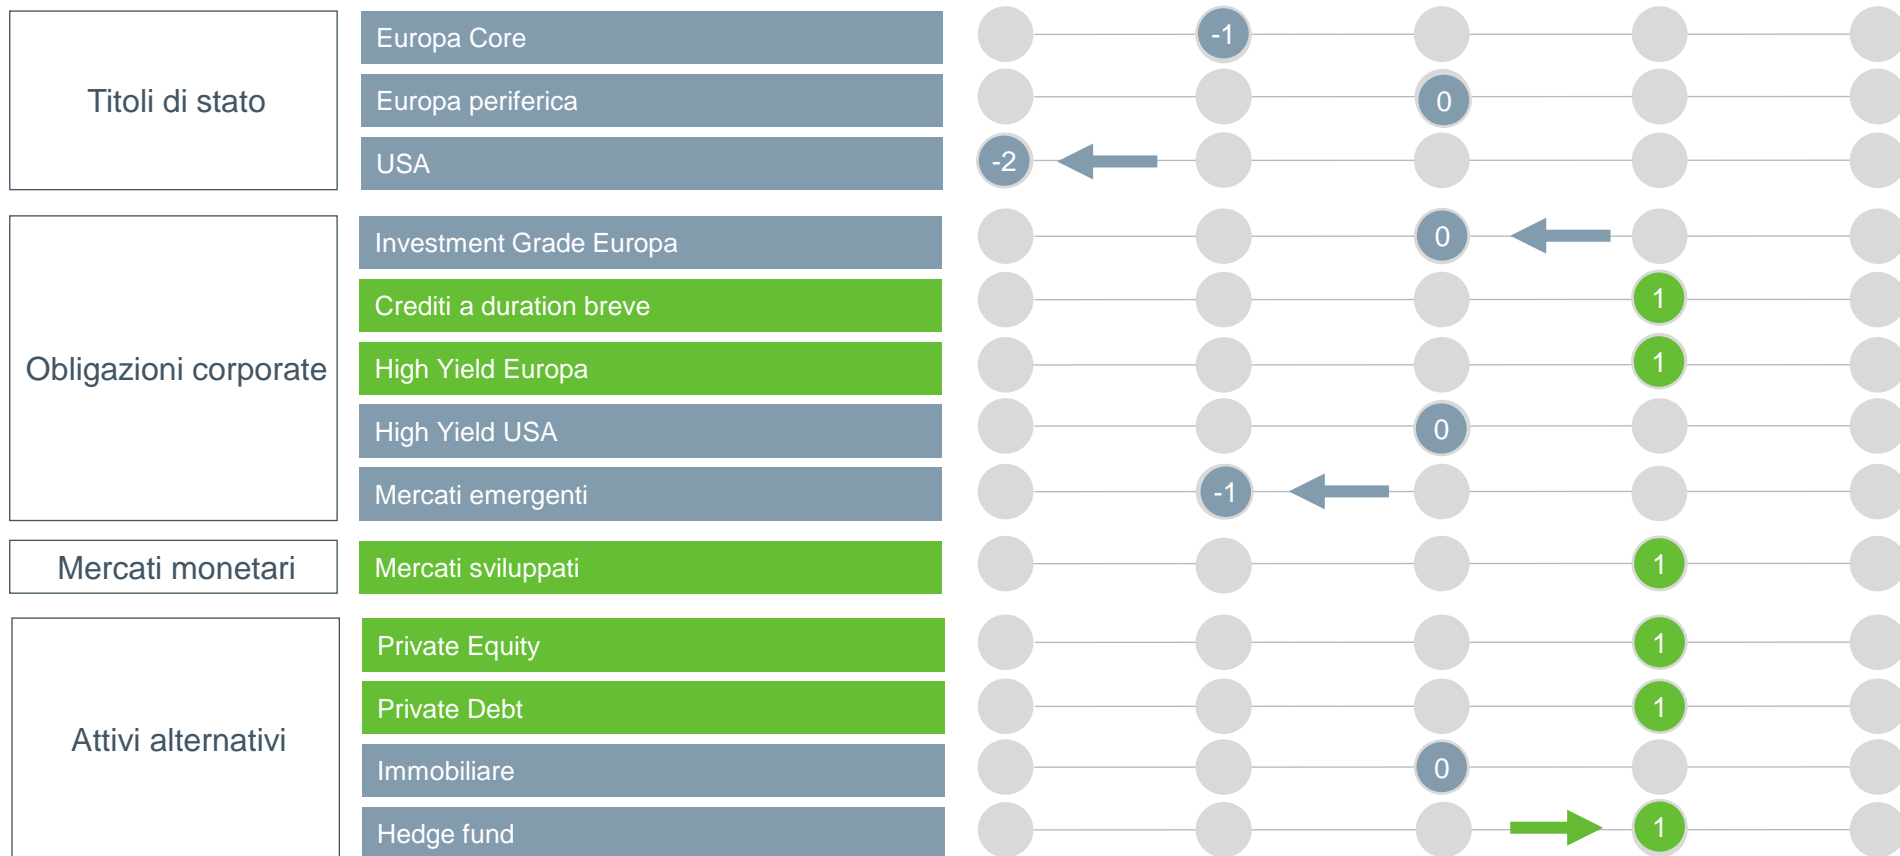 Titoli di stato
Europa Core
-1
Europa periferica
0
USA
-2
Obligazioni corporate
Investment Grade Europa
0
Crediti a duration breve
1
High Yield Europa
1
High Yield USA
0
Mercati emergenti
-1
Mercati monetari
Mercati sviluppati
1
Attivi alternativi
Private Equity
1
Private Debt
1
Immobiliare
0
Hedge fund
1